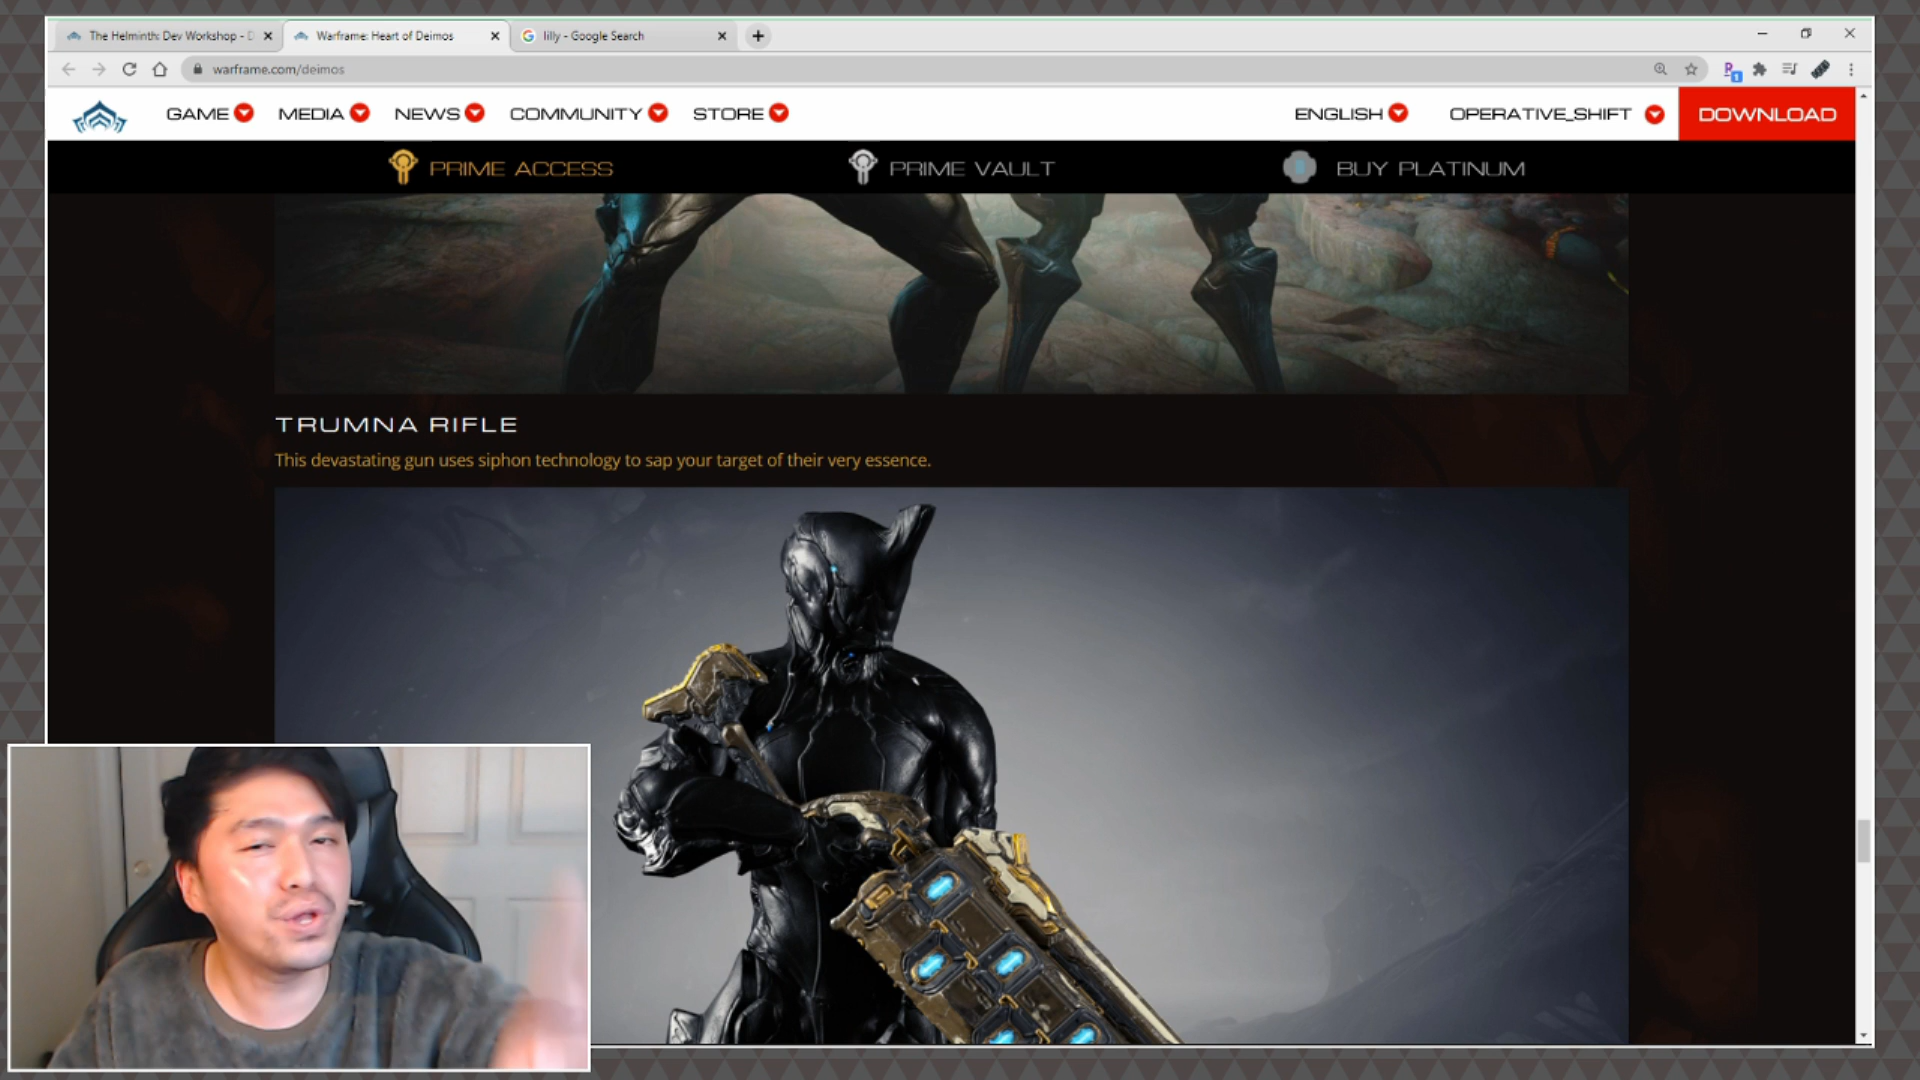 The Helminth: Dev Workshop - D
Warframe: Heart of Deimos
lilly - Google Search
warframe.com/deimos
GAME
MEDIA
NEWS
COMMUNITY
STORE
ENGLISH
OPERATIVE_SHIFT
DOWNLOAD
PRIME ACCESS
PRIME VAULT
BUY PLATINUM
TRUMNA RIFLE
This devastating gun uses siphon technology to sap your target of their very essence.